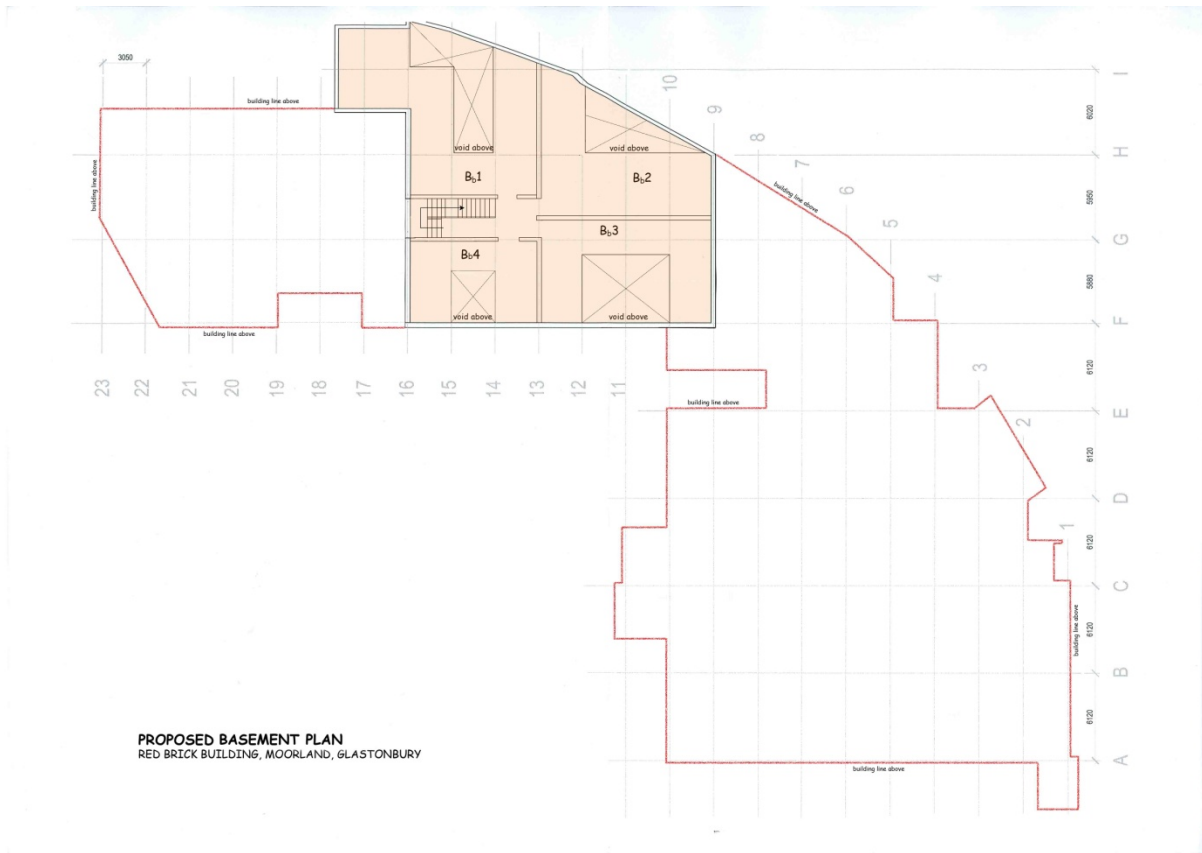 3050
building line above
building line above
building line above
void above
void above
Bb1
Bb2
Bb3
Bb4
void above
void above
building line above
building line above
building line above
building line above
10
9
8
7
6
5
4
3
2
1
23
22
21
20
19
18
17
16
15
14
13
12
11
I
H
G
F
E
D
C
B
A
6020
5950
5880
6120
6120
6120
6120
6120
PROPOSED BASEMENT PLAN
RED BRICK BUILDING, MOORLAND, GLASTONBURY